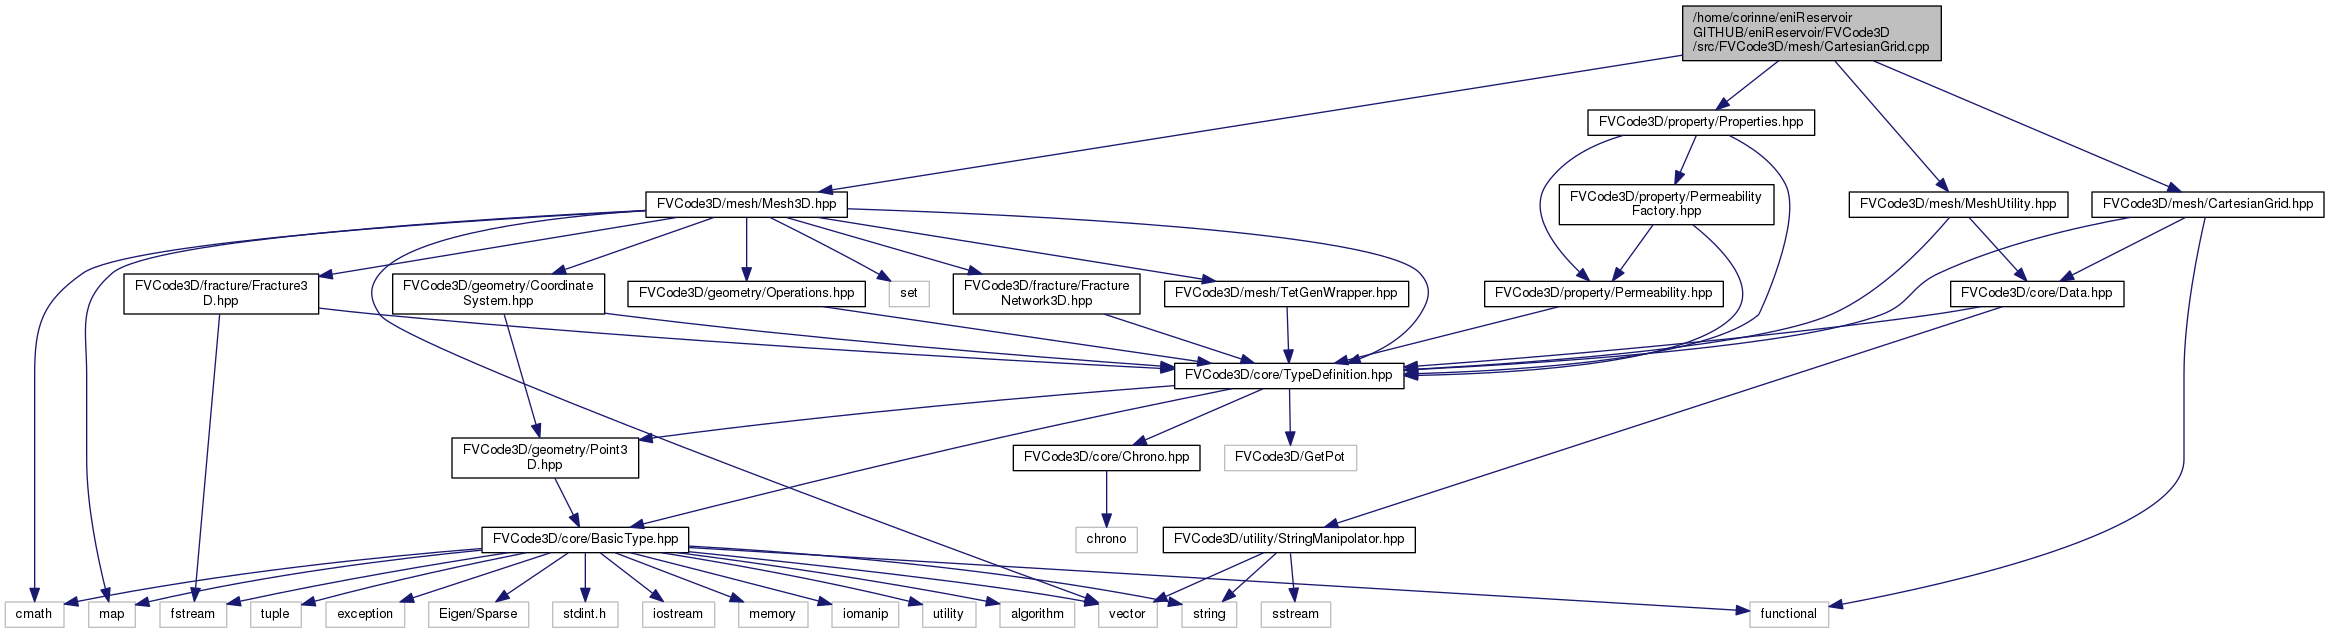 /home/corinne/eniReservoir
GITHUB/eniReservoir/FVCode3D
/src/FVCode3D/mesh/CartesianGrid.cpp
FVCode3D/property/Properties.hpp
FVCode3D/mesh/Mesh3D.hpp
FVCode3D/property/Permeability
Factory.hpp
FVCode3D/mesh/MeshUtility.hpp
FVCode3D/mesh/CartesianGrid.hpp
FVCode3D/fracture/Fracture3
D.hpp
FVCode3D/geometry/Coordinate
System.hpp
FVCode3D/geometry/Operations.hpp
set
FVCode3D/fracture/Fracture
Network3D.hpp
FVCode3D/mesh/TetGenWrapper.hpp
FVCode3D/property/Permeability.hpp
FVCode3D/core/Data.hpp
FVCode3D/core/TypeDefinition.hpp
FVCode3D/geometry/Point3
D.hpp
FVCode3D/core/Chrono.hpp
FVCode3D/GetPot
FVCode3D/core/BasicType.hpp
chrono
FVCode3D/utility/StringManipolator.hpp
cmath
map
fstream
tuple
exception
Eigen/Sparse
stdint.h
iostream
memory
iomanip
utility
algorithm
vector
string
sstream
functional